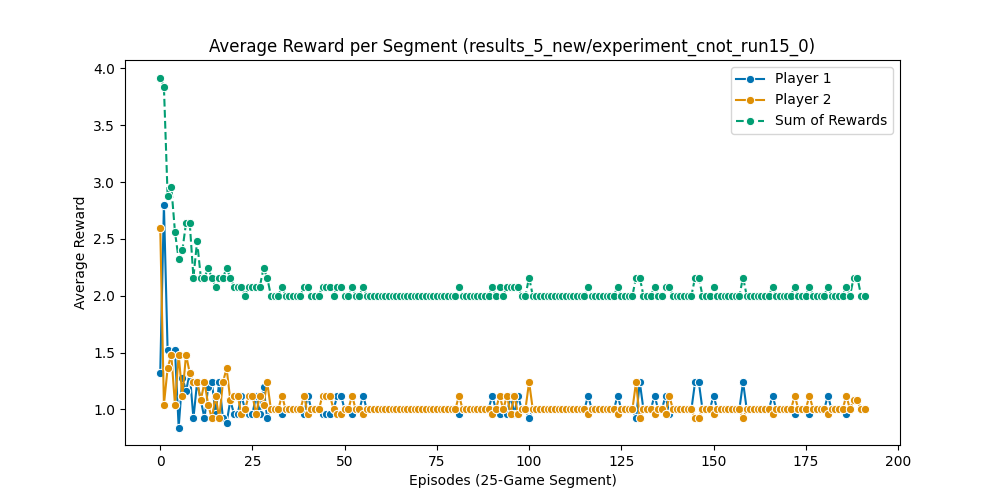 Average Reward per Segment (results_5_new/experiment_cnot_run15_0)
Player 1
Player 2
Sum of Rewards
Average Reward
4.0
3.5
3.0
2.5
2.0
1.5
1.0
0
25
50
75
100
125
150
175
200
Episodes (25-Game Segment)